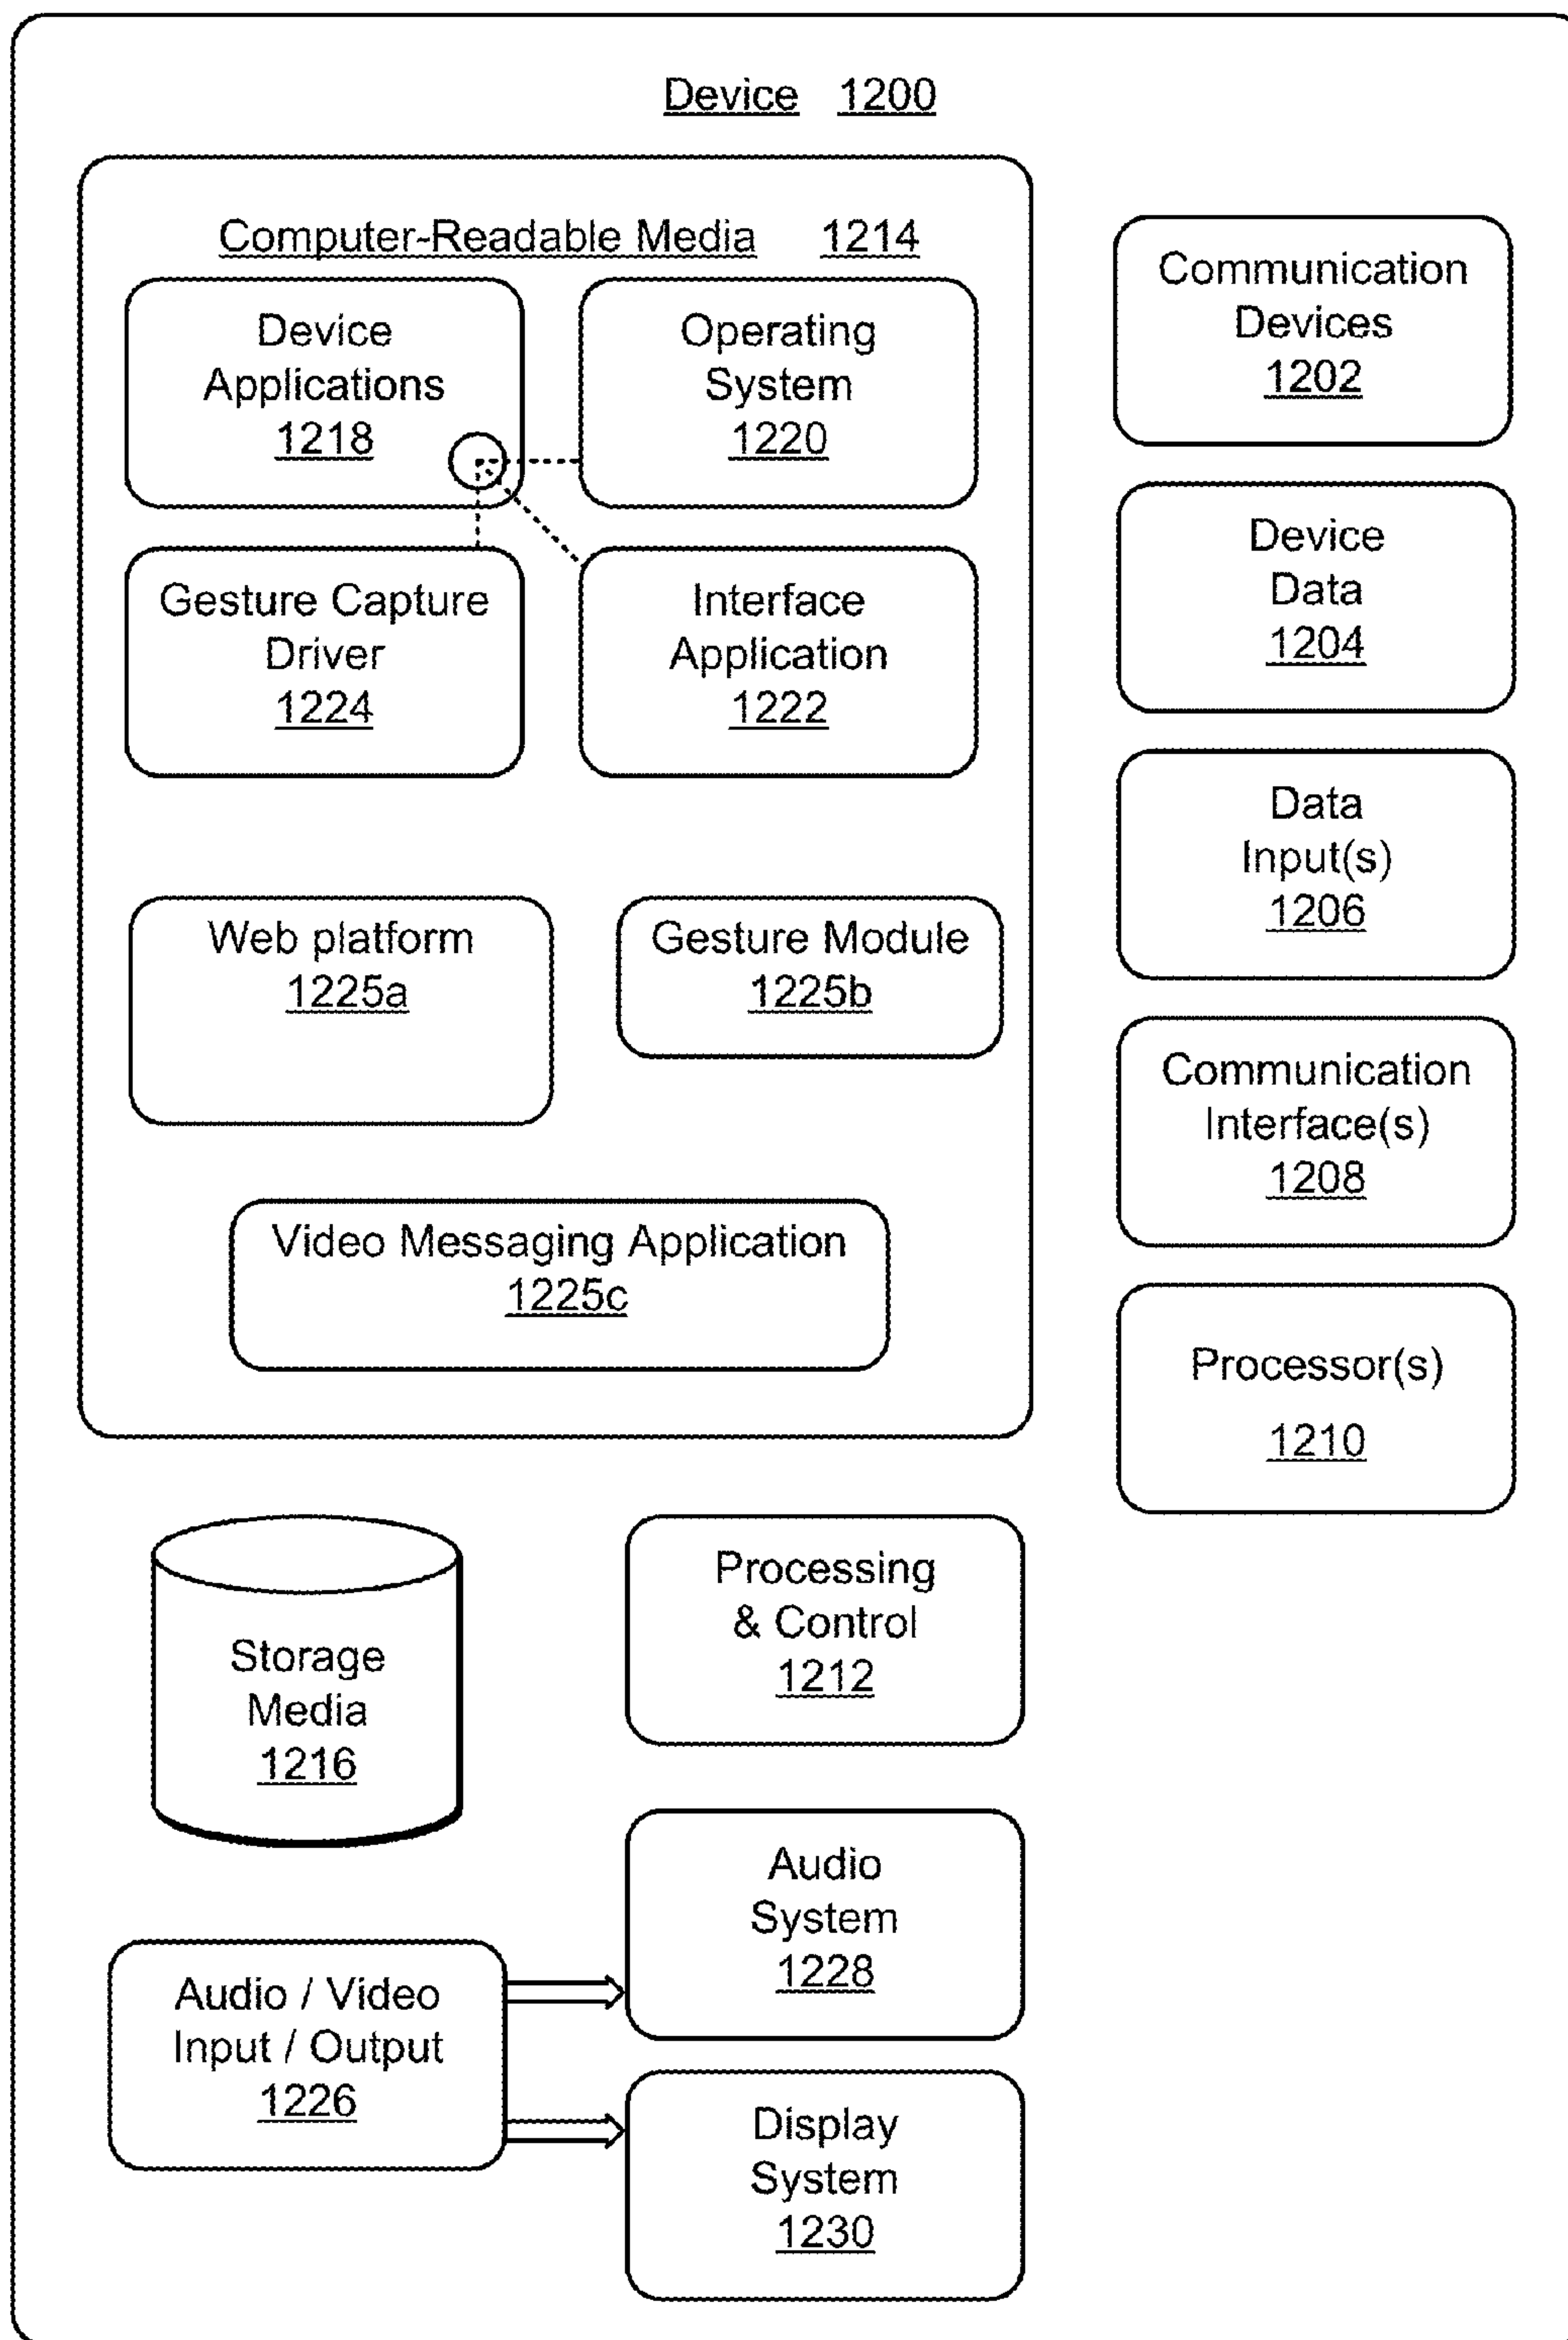 Device 1200
Computer-Readable Media 1214
Device
Applications
1218
Operating
System
1220
Gesture Capture
Driver
1224
Interface
Application
1222
Web platform
1225a
Gesture Module
1225b
Video Messaging Application
1225c
Communication
Devices
1202
Device
Data
1204
Data
Input(s)
1206
Communication
Interface(s)
1208
Processor(s)
1210
Storage
Media
1216
Processing
& Control
1212
Audio / Video
Input / Output
1226
Audio
System
1228
Display
System
1230